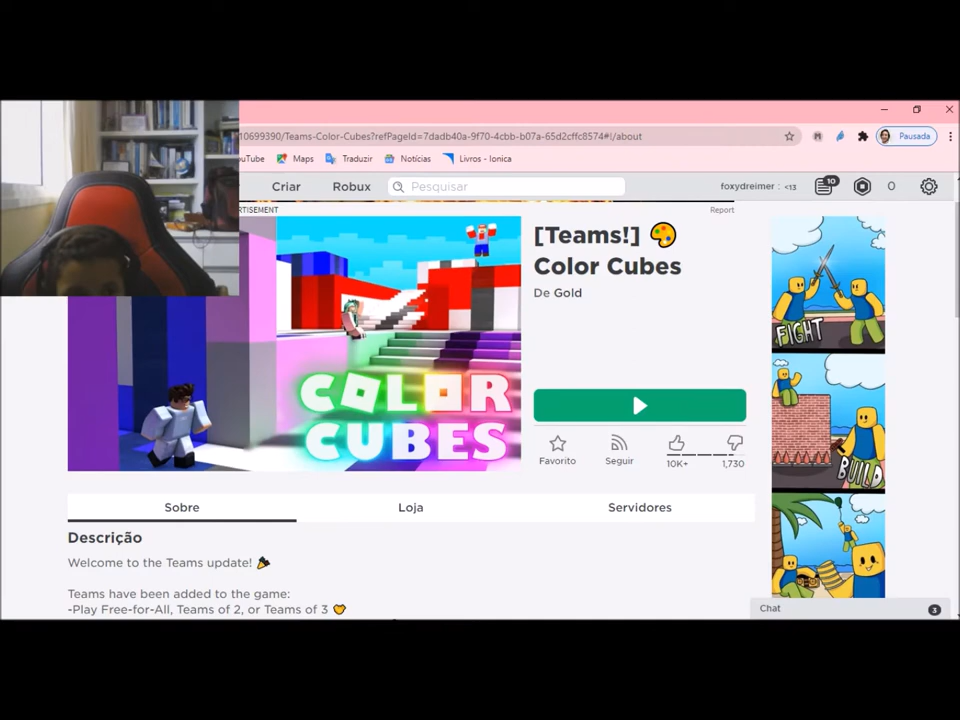 10699390/Teams-Color-Cubes?refPageId=7dadb40a-9f70-4cbb-b07a-65d2cffc8574#!/about
Pausada
ouTube
Maps
Traduzir
Notícias
Livros - Ionica
Criar
Robux
Pesquisar
foxydreimer : <13
10
0
RTISEMENT
Report
[Teams!] 🎨
Color Cubes
De Gold
COLOR
CUBES
Favorito
Seguir
10K+
1,730
FIGHT
BUILD
Sobre
Loja
Servidores
Descrição
Welcome to the Teams update! 🎉
Teams have been added to the game:
-Play Free-for-All, Teams of 2, or Teams of 3 🤝
Chat
3